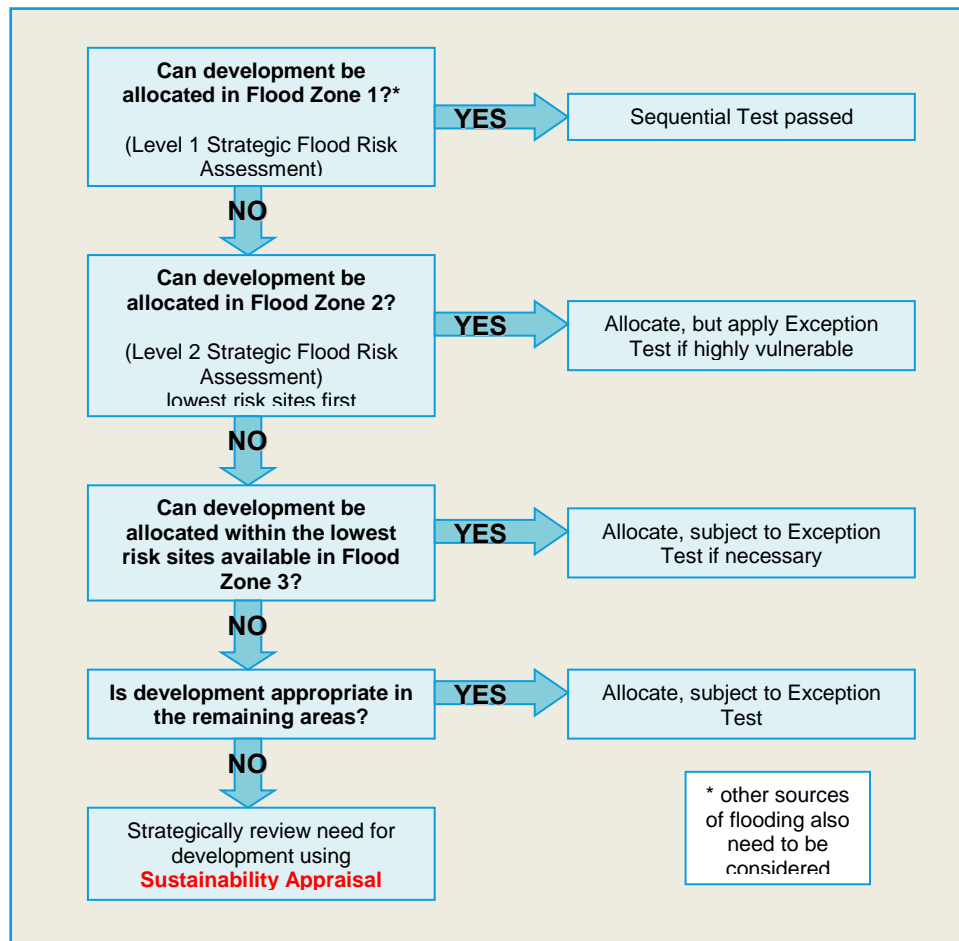 Can development be
allocated in Flood Zone 1?*
(Level 1 Strategic Flood Risk
Assessment)
YES
Sequential Test passed
NO
Can development be
allocated in Flood Zone 2?
(Level 2 Strategic Flood Risk
Assessment)
lowest risk sites first
YES
Allocate, but apply Exception
Test if highly vulnerable
NO
Can development be
allocated within the lowest
risk sites available in Flood
Zone 3?
YES
Allocate, subject to Exception
Test if necessary
NO
Is development appropriate in
the remaining areas?
YES
Allocate, subject to Exception
Test
NO
Strategically review need for
development using
Sustainability Appraisal
* other sources
of flooding also
need to be
considered